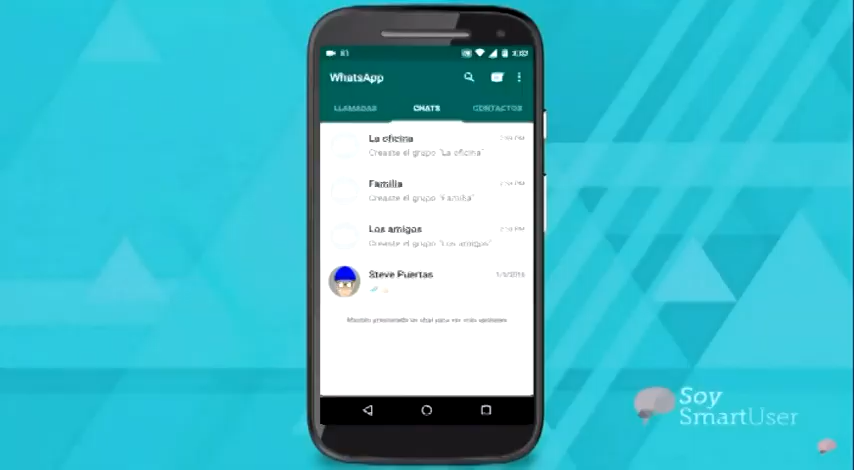 WhatsApp
LLAMADAS
CHATS
CONTACTOS
La oficina
Creaste el grupo "La oficina"
Familia
Creaste el grupo "Familia"
Los amigos
Creaste el grupo "Los amigos"
Steve Puertas
Soy
SmartUser